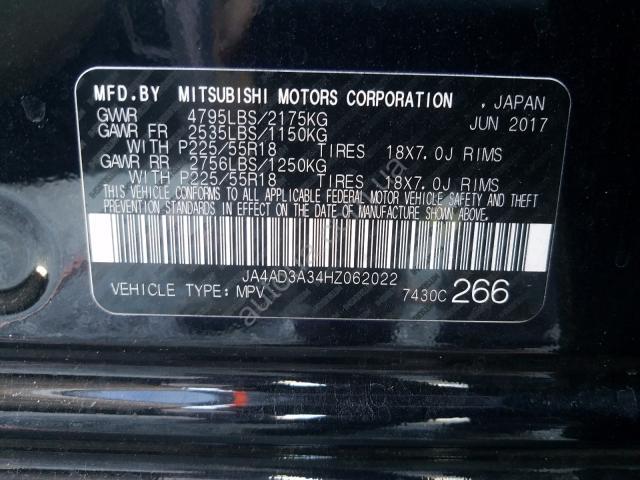 MFD.BY MITSUBISHI MOTORS CORPORATION , JAPAN
GVWR 4795LBS/2175KG JUN 2017
GAWR FR 2535LBS/1150KG
WITH P225/55R18 TIRES 18X7.0J RIMS
GAWR RR 2756LBS/1250KG
WITH P225/55R18 TIRES 18X7.0J RIMS
THIS VEHICLE CONFORMS TO ALL APPLICABLE FEDERAL MOTOR VEHICLE SAFETY AND THEFT
PREVENTION STANDARDS IN EFFECT ON THE DATE OF MANUFACTURE SHOWN ABOVE.
JA4AD3A34HZ062022
VEHICLE TYPE: MPV 7430C 266